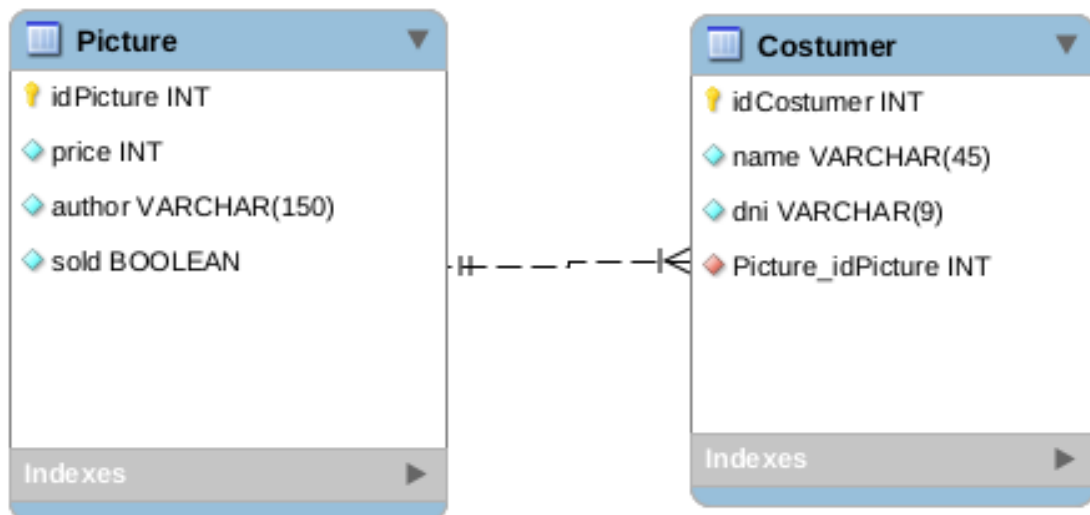 Picture
idPicture INT
price INT
author VARCHAR(150)
sold BOOLEAN
Indexes
Costumer
idCostumer INT
name VARCHAR(45)
dni VARCHAR(9)
Picture_idPicture INT
Indexes